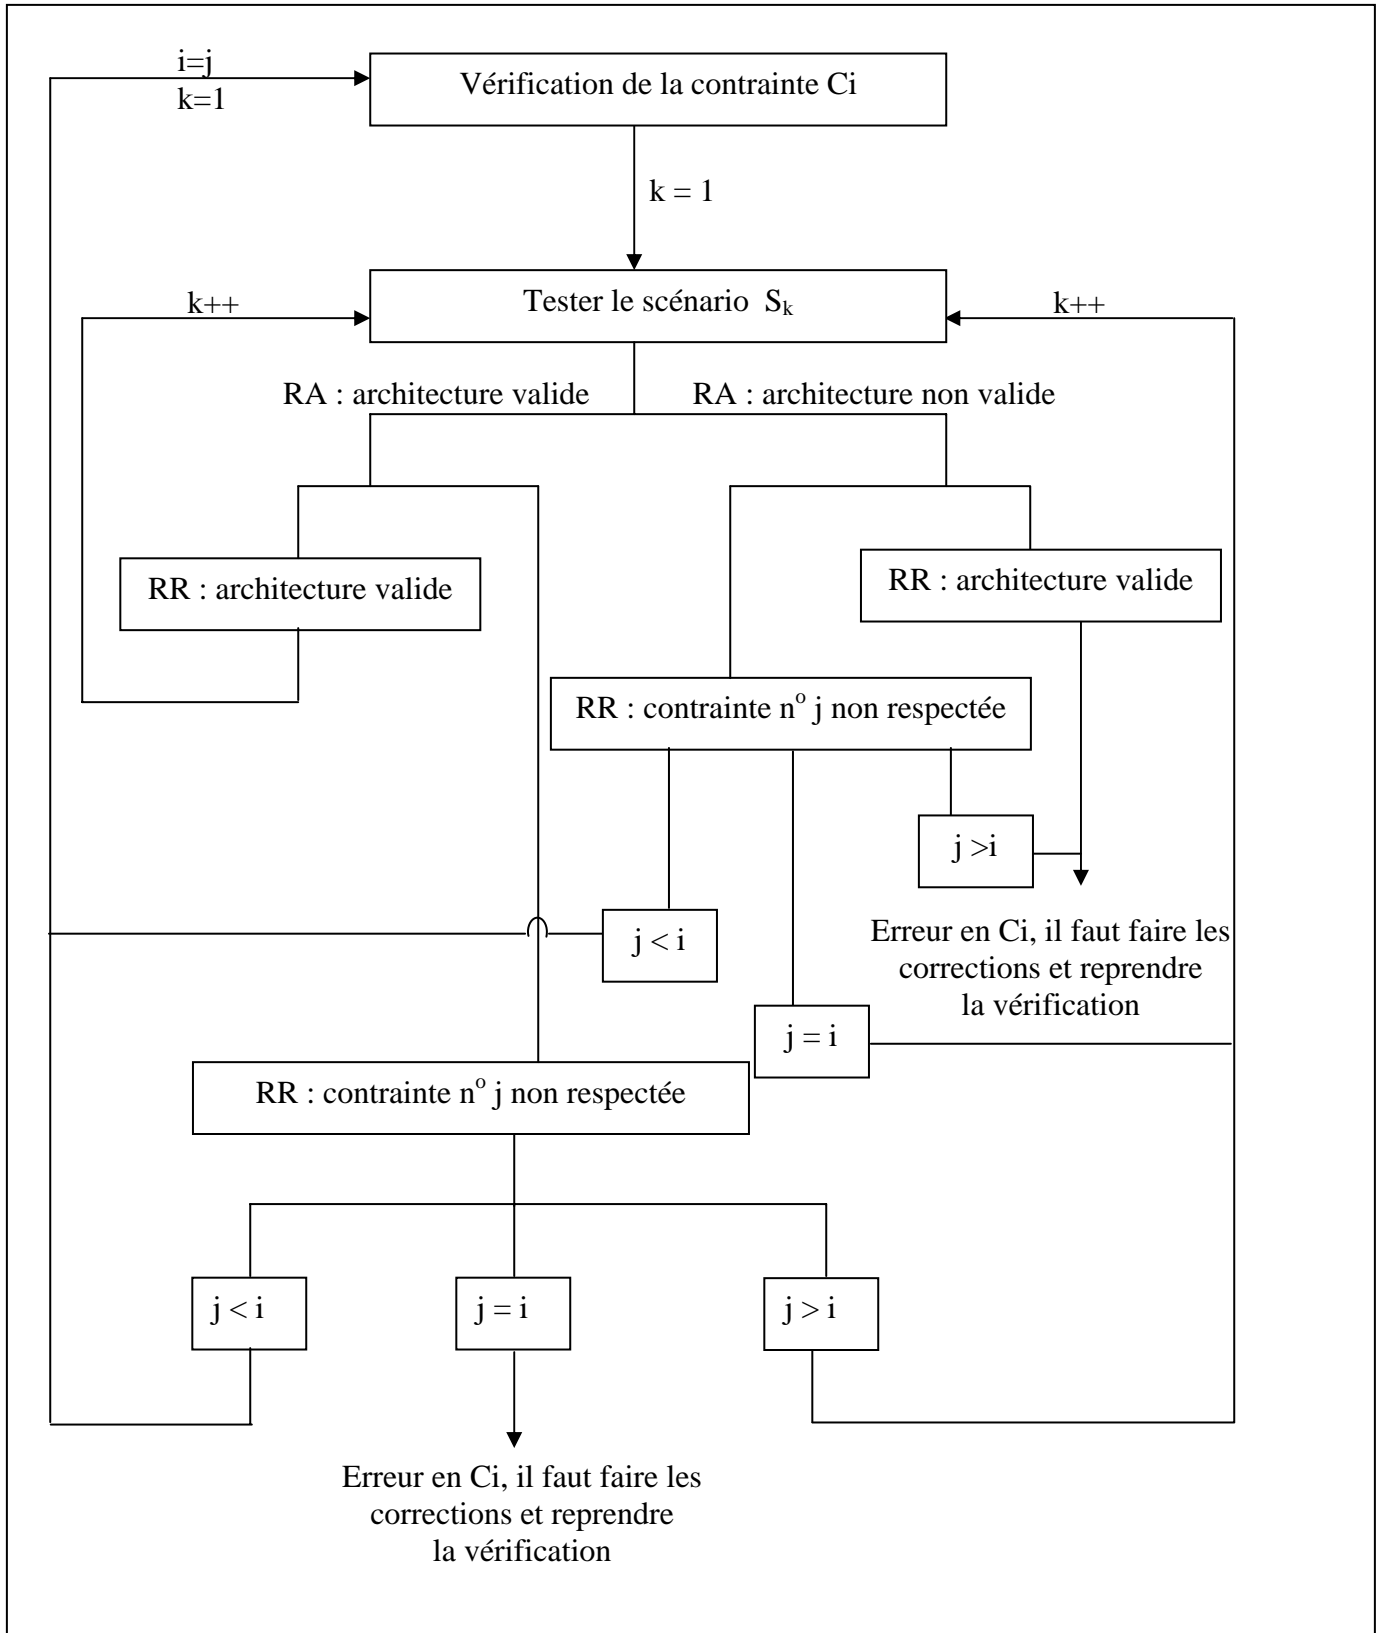 i=j
k=1
Vérification de la contrainte Ci
k = 1
k++
Tester le scénario Sk
k++
RA : architecture valide
RA : architecture non valide
RR : architecture valide
RR : architecture valide
RR : contrainte nº j non respectée
j >i
j < i
Erreur en Ci, il faut faire les
corrections et reprendre
la vérification
j = i
RR : contrainte nº j non respectée
j < i
j = i
j > i
Erreur en Ci, il faut faire les
corrections et reprendre
la vérification